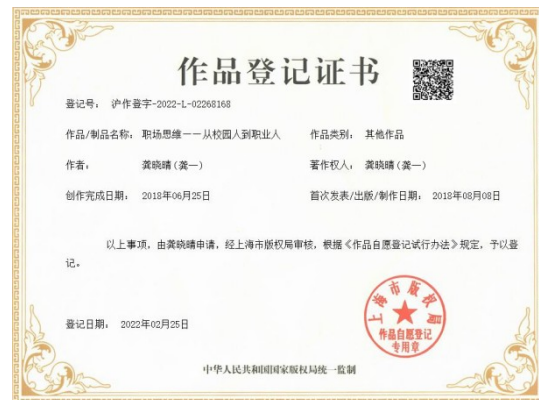 作品登记证书
登记号： 沪作登字-2022-L-02268168
作品/制品名称： 职场思维——从校园人到职业人 作品类别： 其他作品
作者： 龚晓晴(龚一) 著作权人： 龚晓晴(龚一)
创作完成日期： 2018年06月25日 首次发表/出版/制作日期： 2018年08月08日
以上事项，由龚晓晴申请，经上海市版权局审核，根据《作品自愿登记试行办法》规定，予以登
记。
登记日期： 2022年02月25日
上海市版权局
作品自愿登记
专用章
中华人民共和国国家版权局统一监制